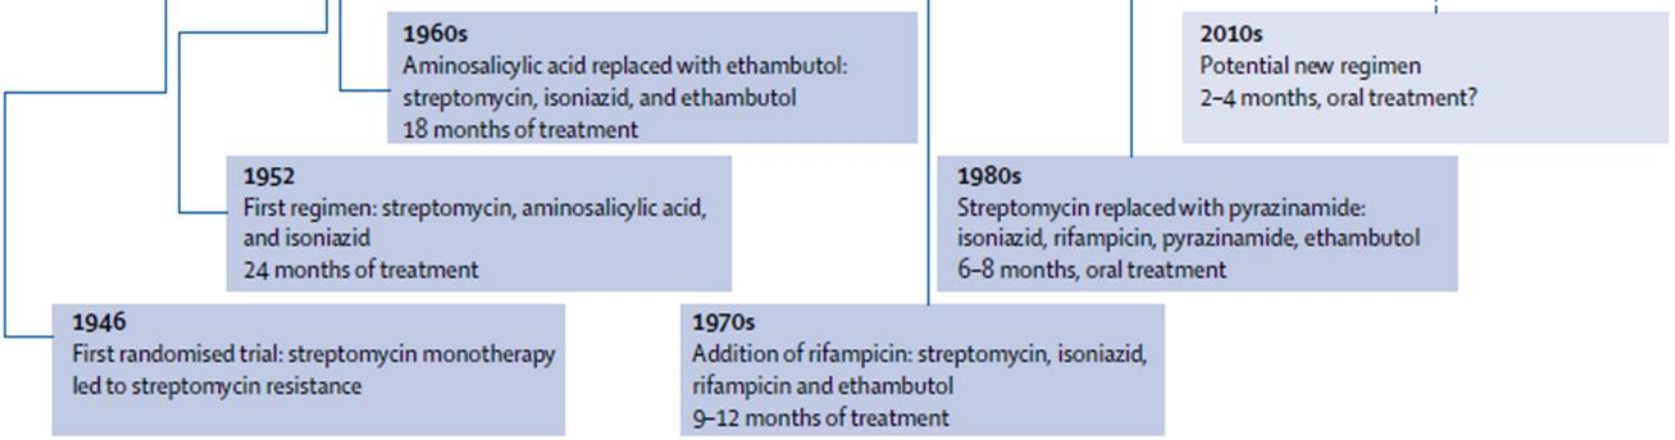 1960s
Aminosalicylic acid replaced with ethambutol:
streptomycin, isoniazid, and ethambutol
18 months of treatment
2010s
Potential new regimen
2–4 months, oral treatment?
1952
First regimen: streptomycin, aminosalicylic acid,
and isoniazid
24 months of treatment
1980s
Streptomycin replaced with pyrazinamide:
isoniazid, rifampicin, pyrazinamide, ethambutol
6–8 months, oral treatment
1946
First randomised trial: streptomycin monotherapy
led to streptomycin resistance
1970s
Addition of rifampicin: streptomycin, isoniazid,
rifampicin and ethambutol
9–12 months of treatment